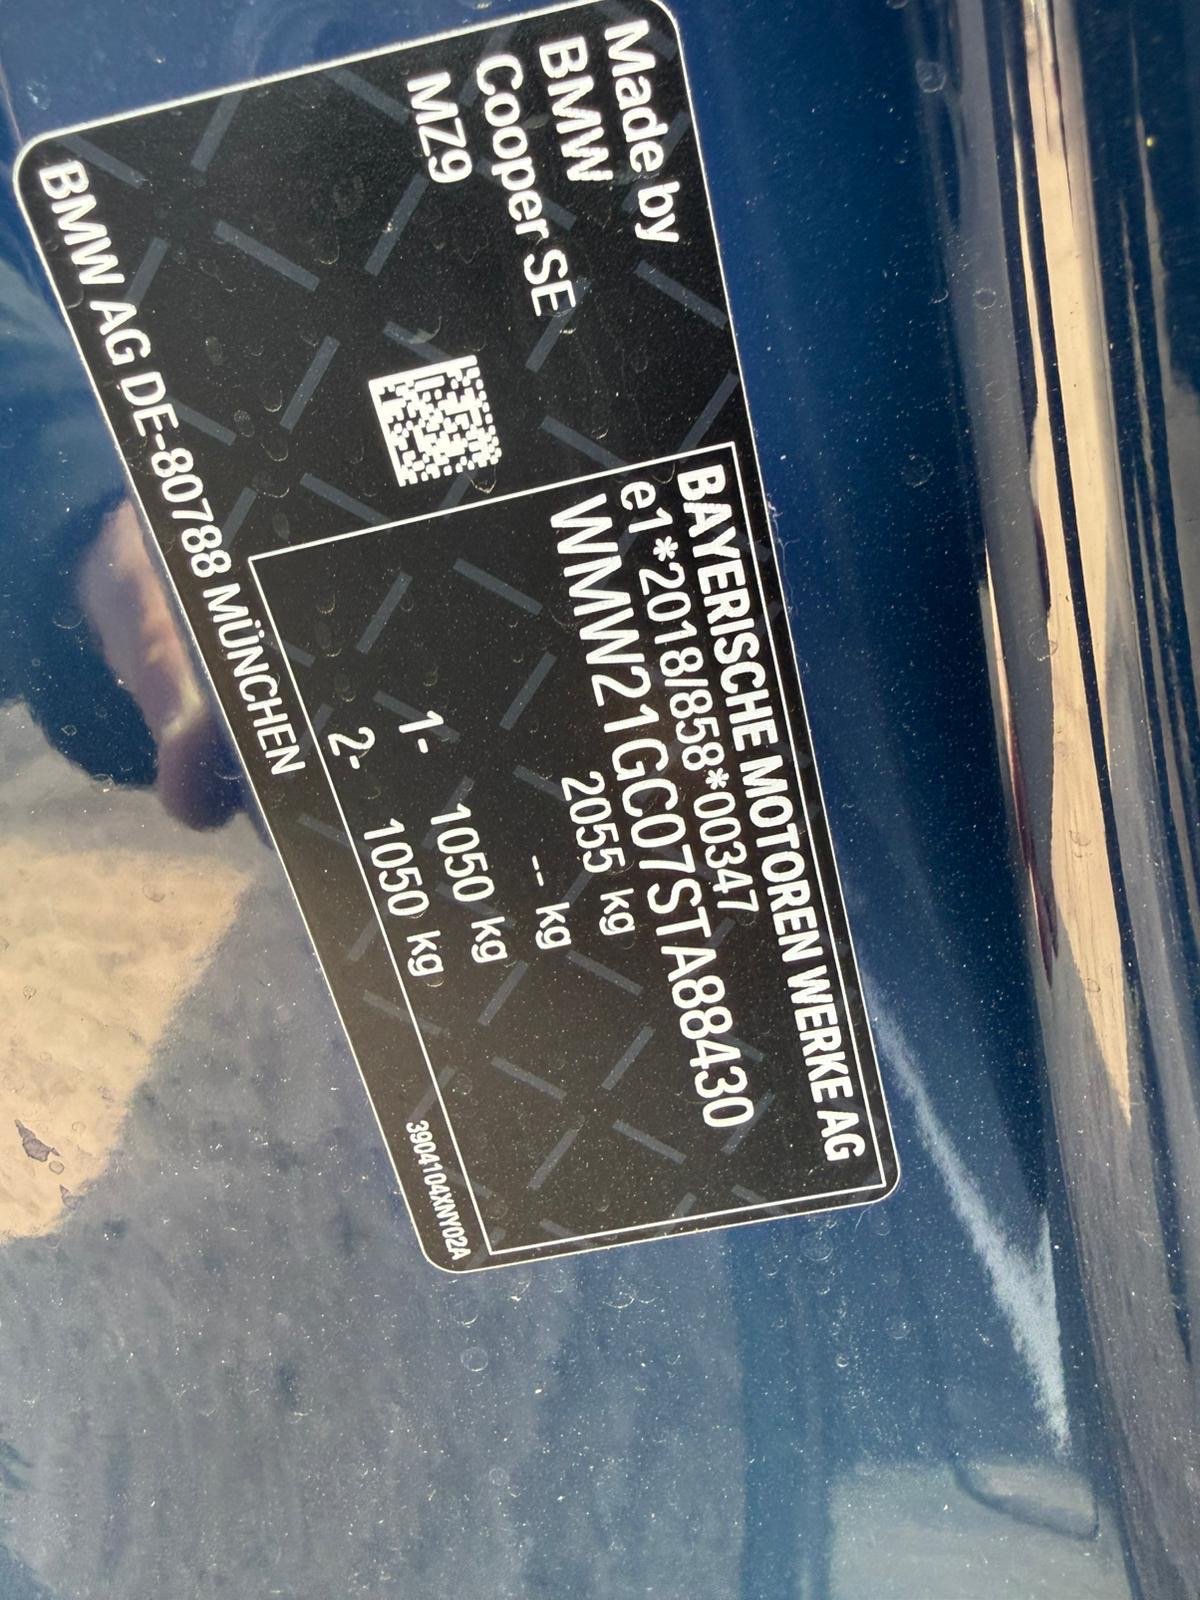 BAYERISCHE MOTOREN WERKE AG
e1*2018/858*00347
WMW21GC07STA88430
2055 kg
-- kg
1- 1050 kg
2- 1050 kg
Made by
BMW
Cooper SE
MZ9
BMW AG DE-80788 MÜNCHEN
3904104XNY02A